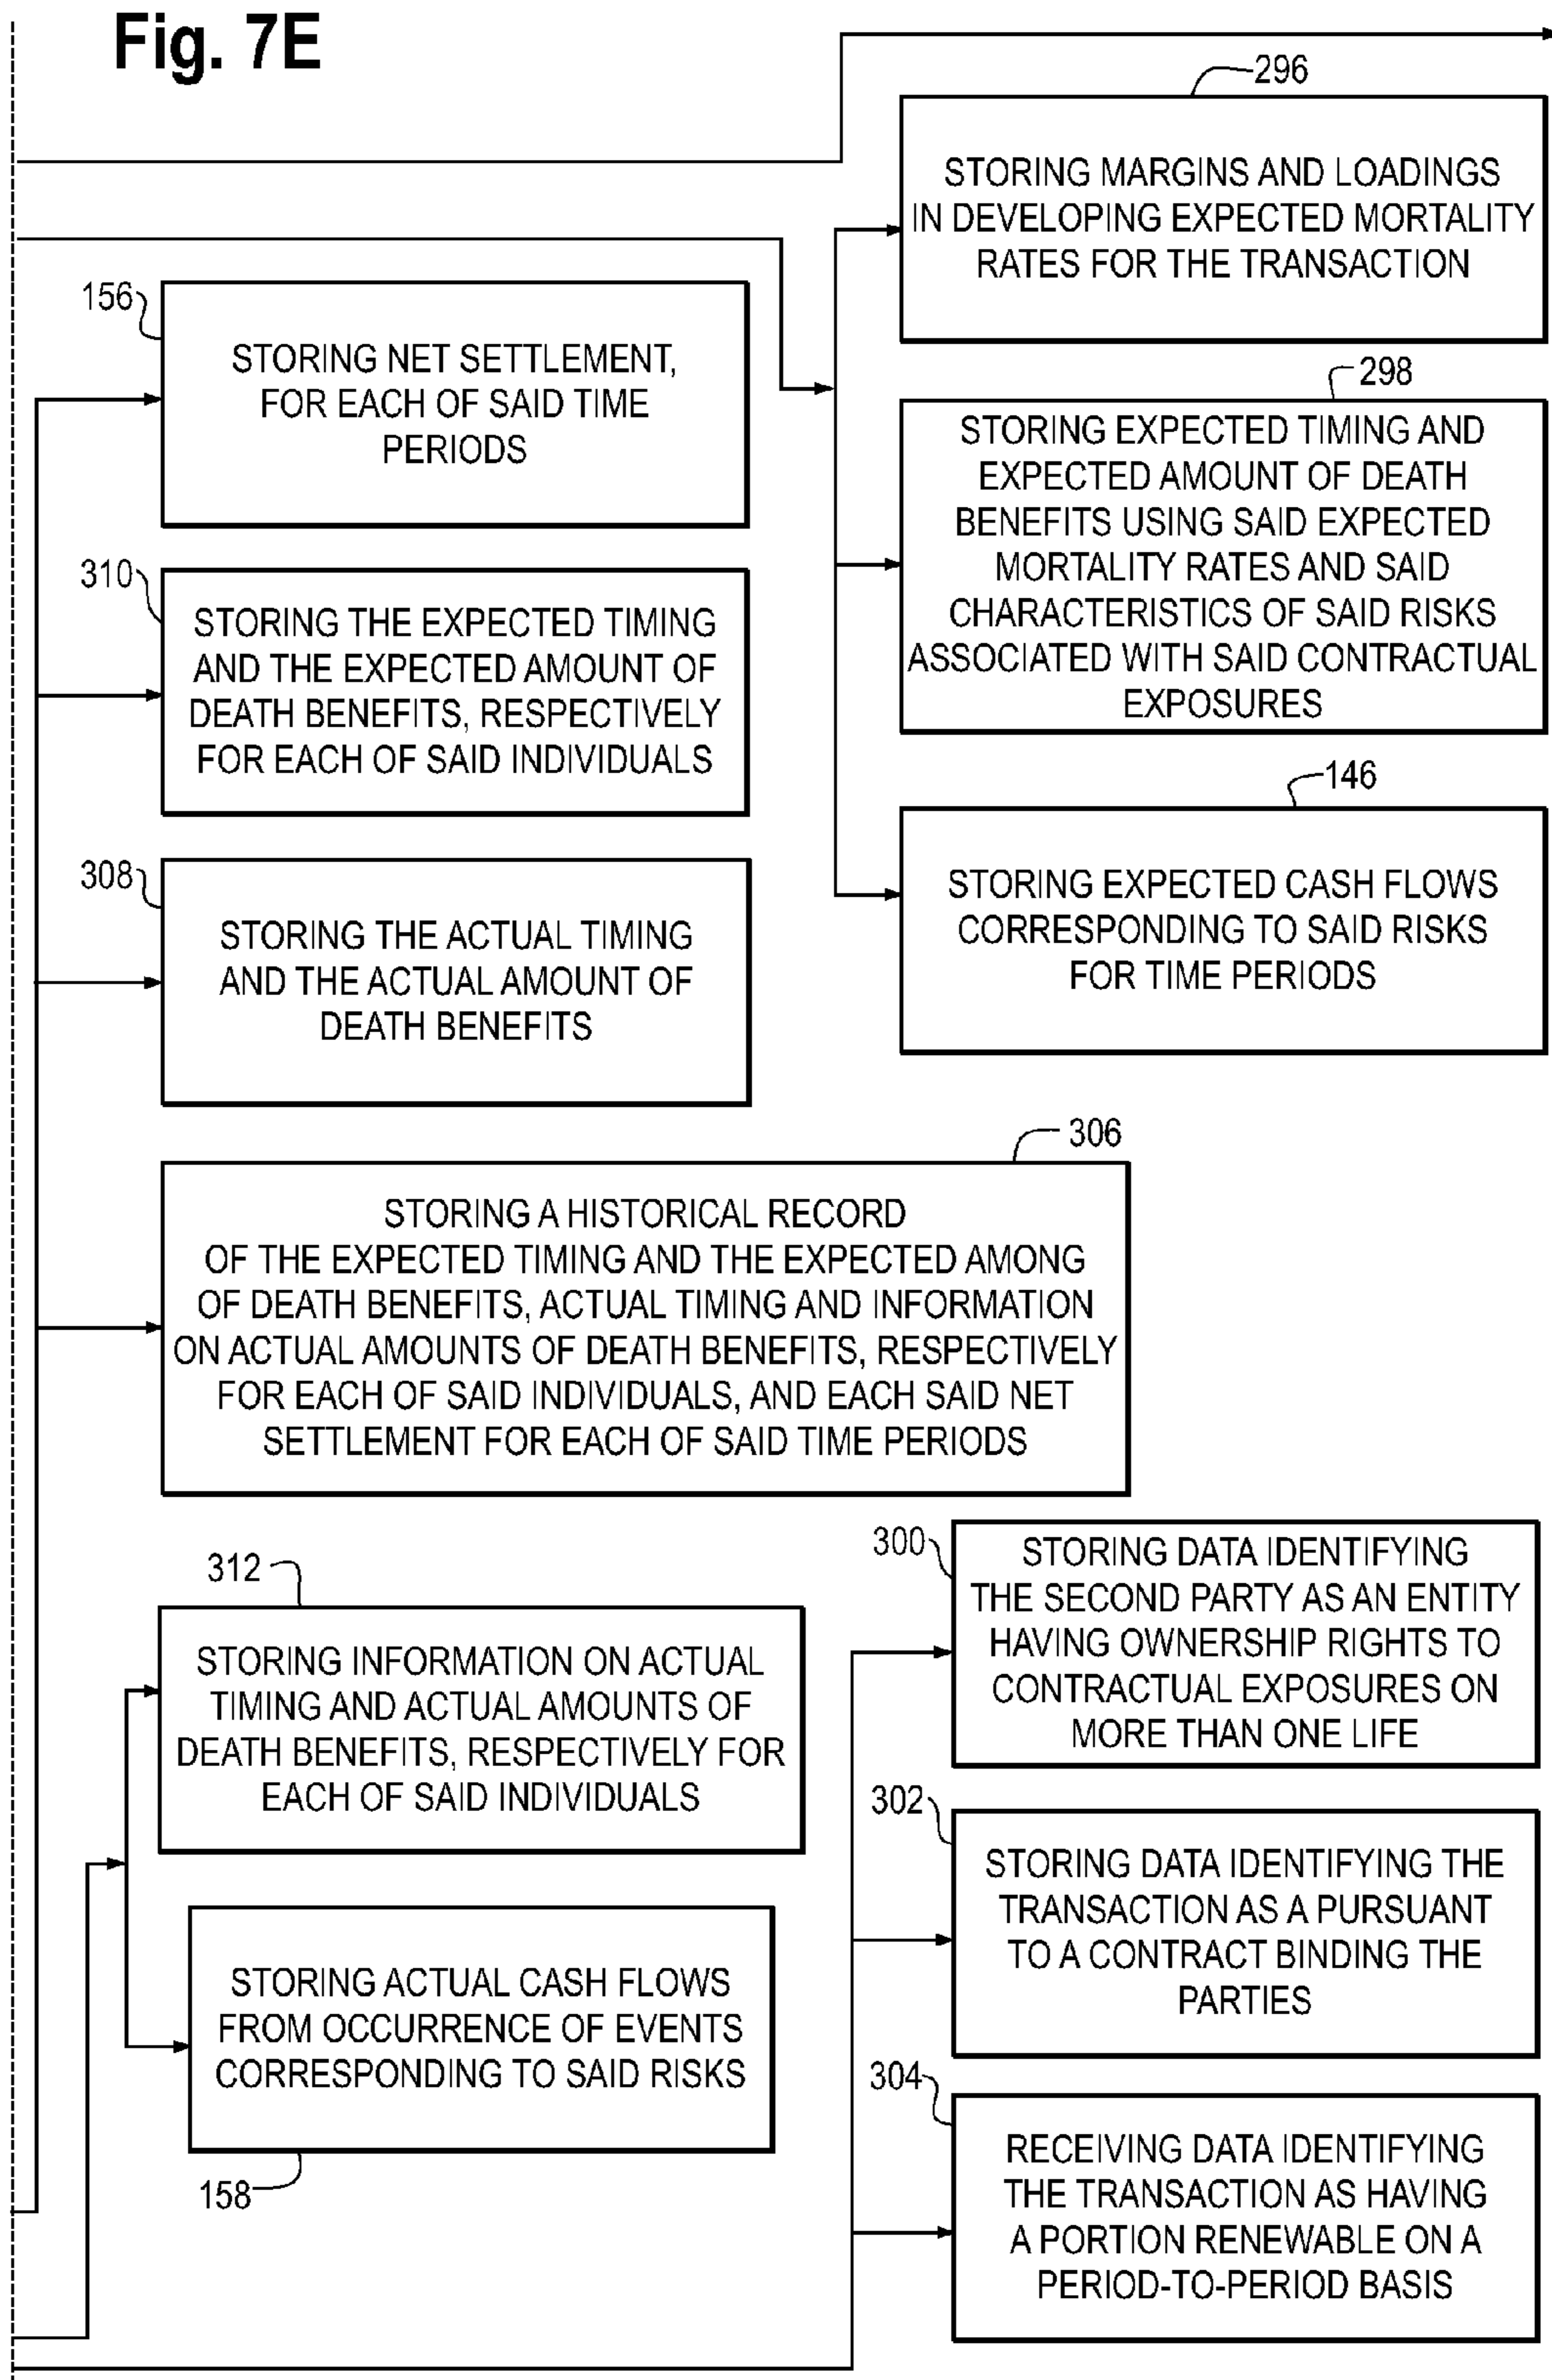 Fig. 7E
296
STORING MARGINS AND LOADINGS
IN DEVELOPING EXPECTED MORTALITY
RATES FOR THE TRANSACTION
156
STORING NET SETTLEMENT,
FOR EACH OF SAID TIME
PERIODS
298
STORING EXPECTED TIMING AND
EXPECTED AMOUNT OF DEATH
BENEFITS USING SAID EXPECTED
MORTALITY RATES AND SAID
CHARACTERISTICS OF SAID RISKS
ASSOCIATED WITH SAID CONTRACTUAL
EXPOSURES
310
STORING THE EXPECTED TIMING
AND THE EXPECTED AMOUNT OF
DEATH BENEFITS, RESPECTIVELY
FOR EACH OF SAID INDIVIDUALS
146
STORING EXPECTED CASH FLOWS
CORRESPONDING TO SAID RISKS
FOR TIME PERIODS
308
STORING THE ACTUAL TIMING
AND THE ACTUAL AMOUNT OF
DEATH BENEFITS
306
STORING A HISTORICAL RECORD
OF THE EXPECTED TIMING AND THE EXPECTED AMONG
OF DEATH BENEFITS, ACTUAL TIMING AND INFORMATION
ON ACTUAL AMOUNTS OF DEATH BENEFITS, RESPECTIVELY
FOR EACH OF SAID INDIVIDUALS, AND EACH SAID NET
SETTLEMENT FOR EACH OF SAID TIME PERIODS
300
STORING DATA IDENTIFYING
THE SECOND PARTY AS AN ENTITY
HAVING OWNERSHIP RIGHTS TO
CONTRACTUAL EXPOSURES ON
MORE THAN ONE LIFE
312
STORING INFORMATION ON ACTUAL
TIMING AND ACTUAL AMOUNTS OF
DEATH BENEFITS, RESPECTIVELY FOR
EACH OF SAID INDIVIDUALS
302
STORING DATA IDENTIFYING THE
TRANSACTION AS A PURSUANT
TO A CONTRACT BINDING THE
PARTIES
STORING ACTUAL CASH FLOWS
FROM OCCURRENCE OF EVENTS
CORRESPONDING TO SAID RISKS
158
304
RECEIVING DATA IDENTIFYING
THE TRANSACTION AS HAVING
A PORTION RENEWABLE ON A
PERIOD-TO-PERIOD BASIS